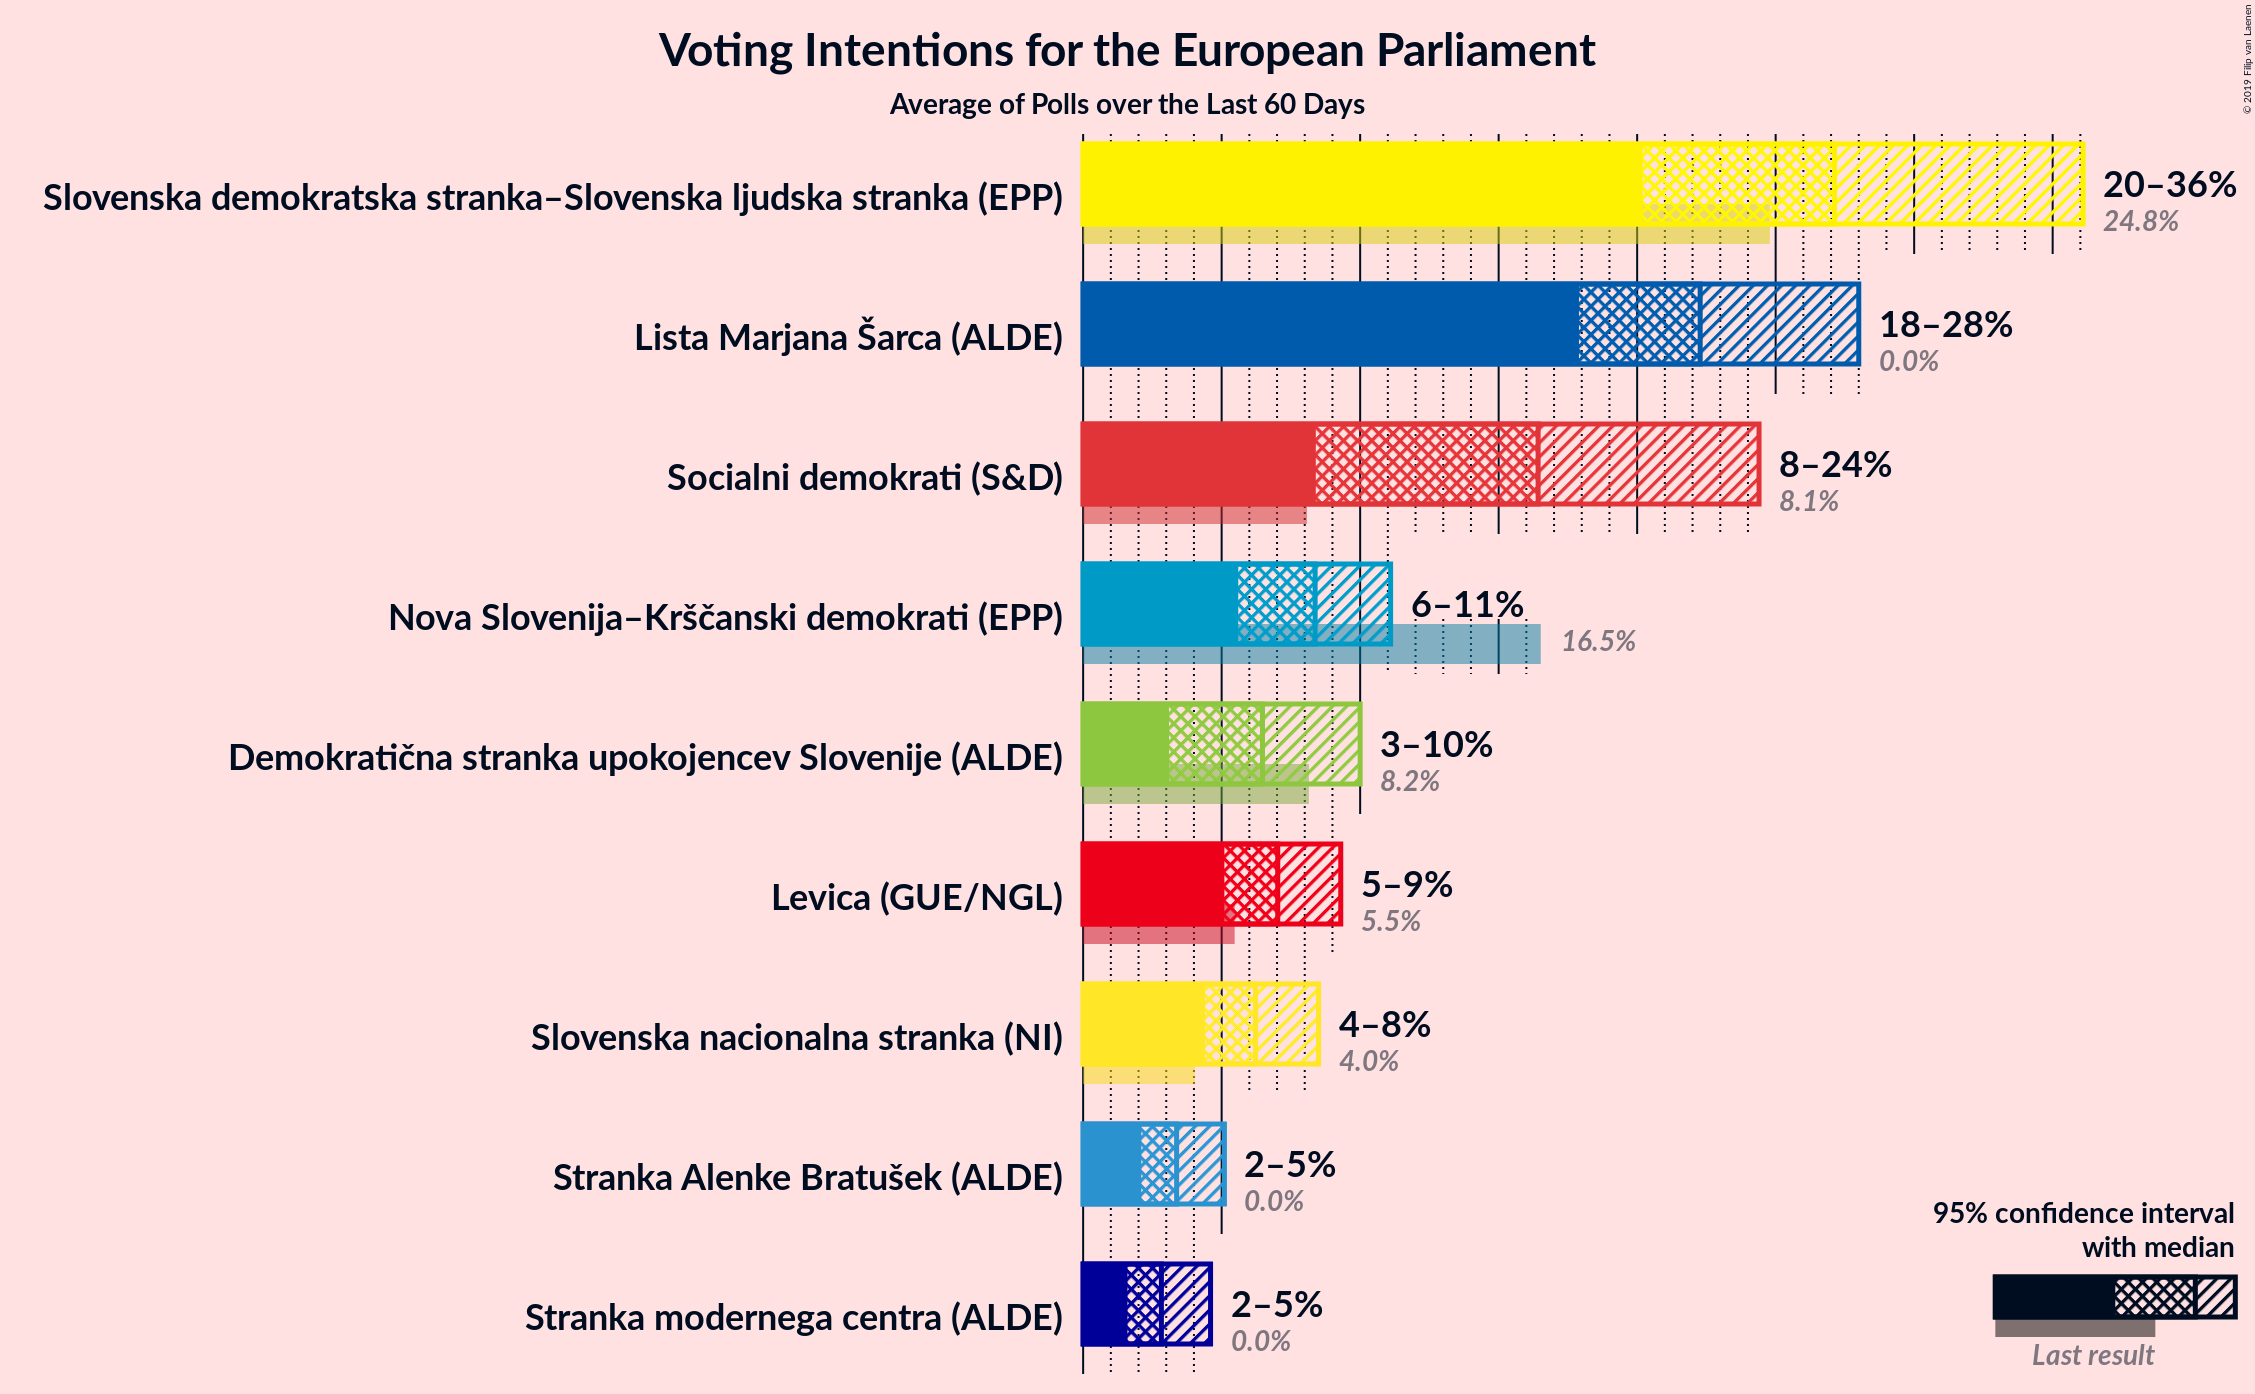 Voting Intentions for the European Parliament
Average of Polls over the Last 60 Days
© 2019 Filip van Laenen
Slovenska demokratska stranka–Slovenska ljudska stranka (EPP)
20–36%
24.8%
Lista Marjana Šarca (ALDE)
18–28%
0.0%
Socialni demokrati (S&D)
8–24%
8.1%
Nova Slovenija–Krščanski demokrati (EPP)
6–11%
16.5%
Demokratična stranka upokojencev Slovenije (ALDE)
3–10%
8.2%
Levica (GUE/NGL)
5–9%
5.5%
Slovenska nacionalna stranka (NI)
4–8%
4.0%
Stranka Alenke Bratušek (ALDE)
2–5%
0.0%
Stranka modernega centra (ALDE)
2–5%
0.0%
95% confidence interval
with median
Last result